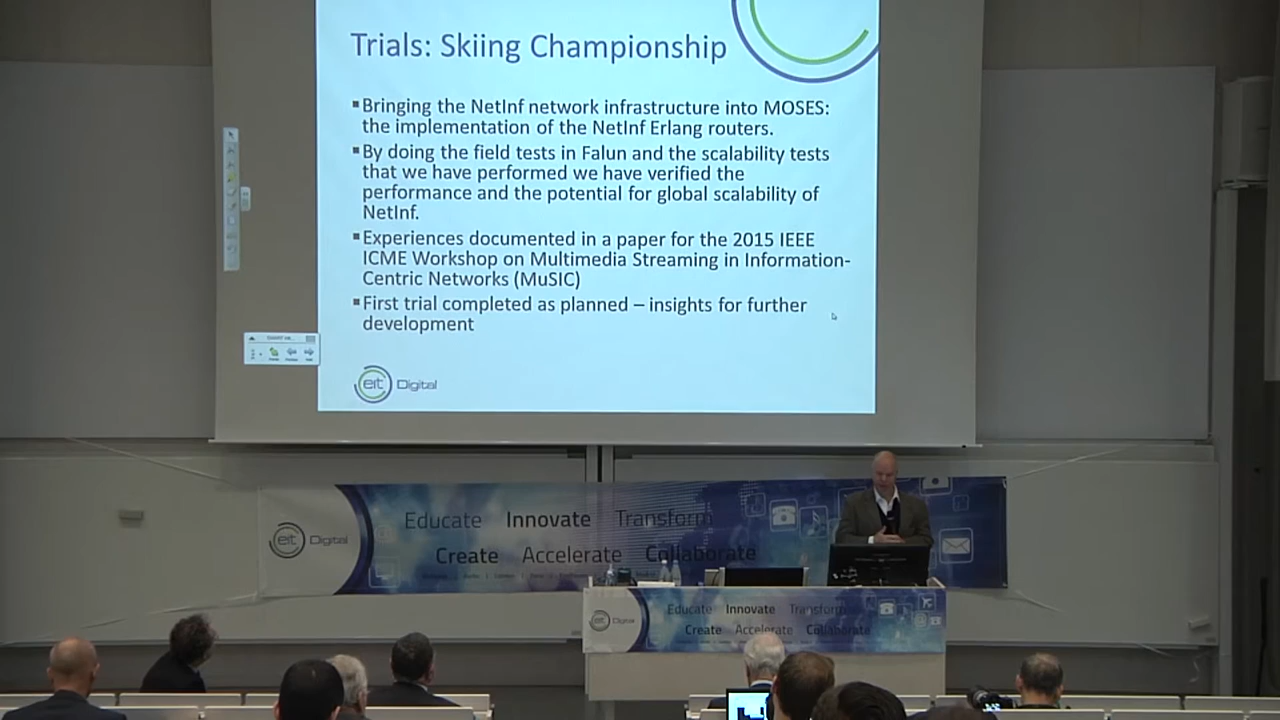 Trials: Skiing Championship
Bringing the NetInf network infrastructure into MOSES:
the implementation of the NetInf Erlang routers.
By doing the field tests in Falun and the scalability tests
that we have performed we have verified the
performance and the potential for global scalability of
NetInf.
Experiences documented in a paper for the 2015 IEEE
ICME Workshop on Multimedia Streaming in Information-
Centric Networks (MuSIC)
First trial completed as planned – insights for further
development
eit Digital
eit Digital
Educate Innovate Transform
Create Accelerate Collaborate
eit Digital
Educate Innovate Transform
Create Accelerate Collaborate